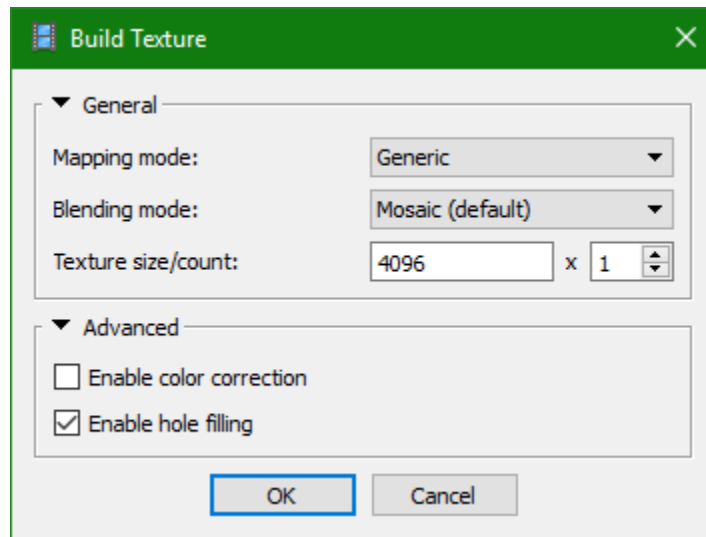 Build Texture
General
Mapping mode: Generic
Blending mode: Mosaic (default)
Texture size/count: 4096 x 1
Advanced
Enable color correction
Enable hole filling
OK Cancel